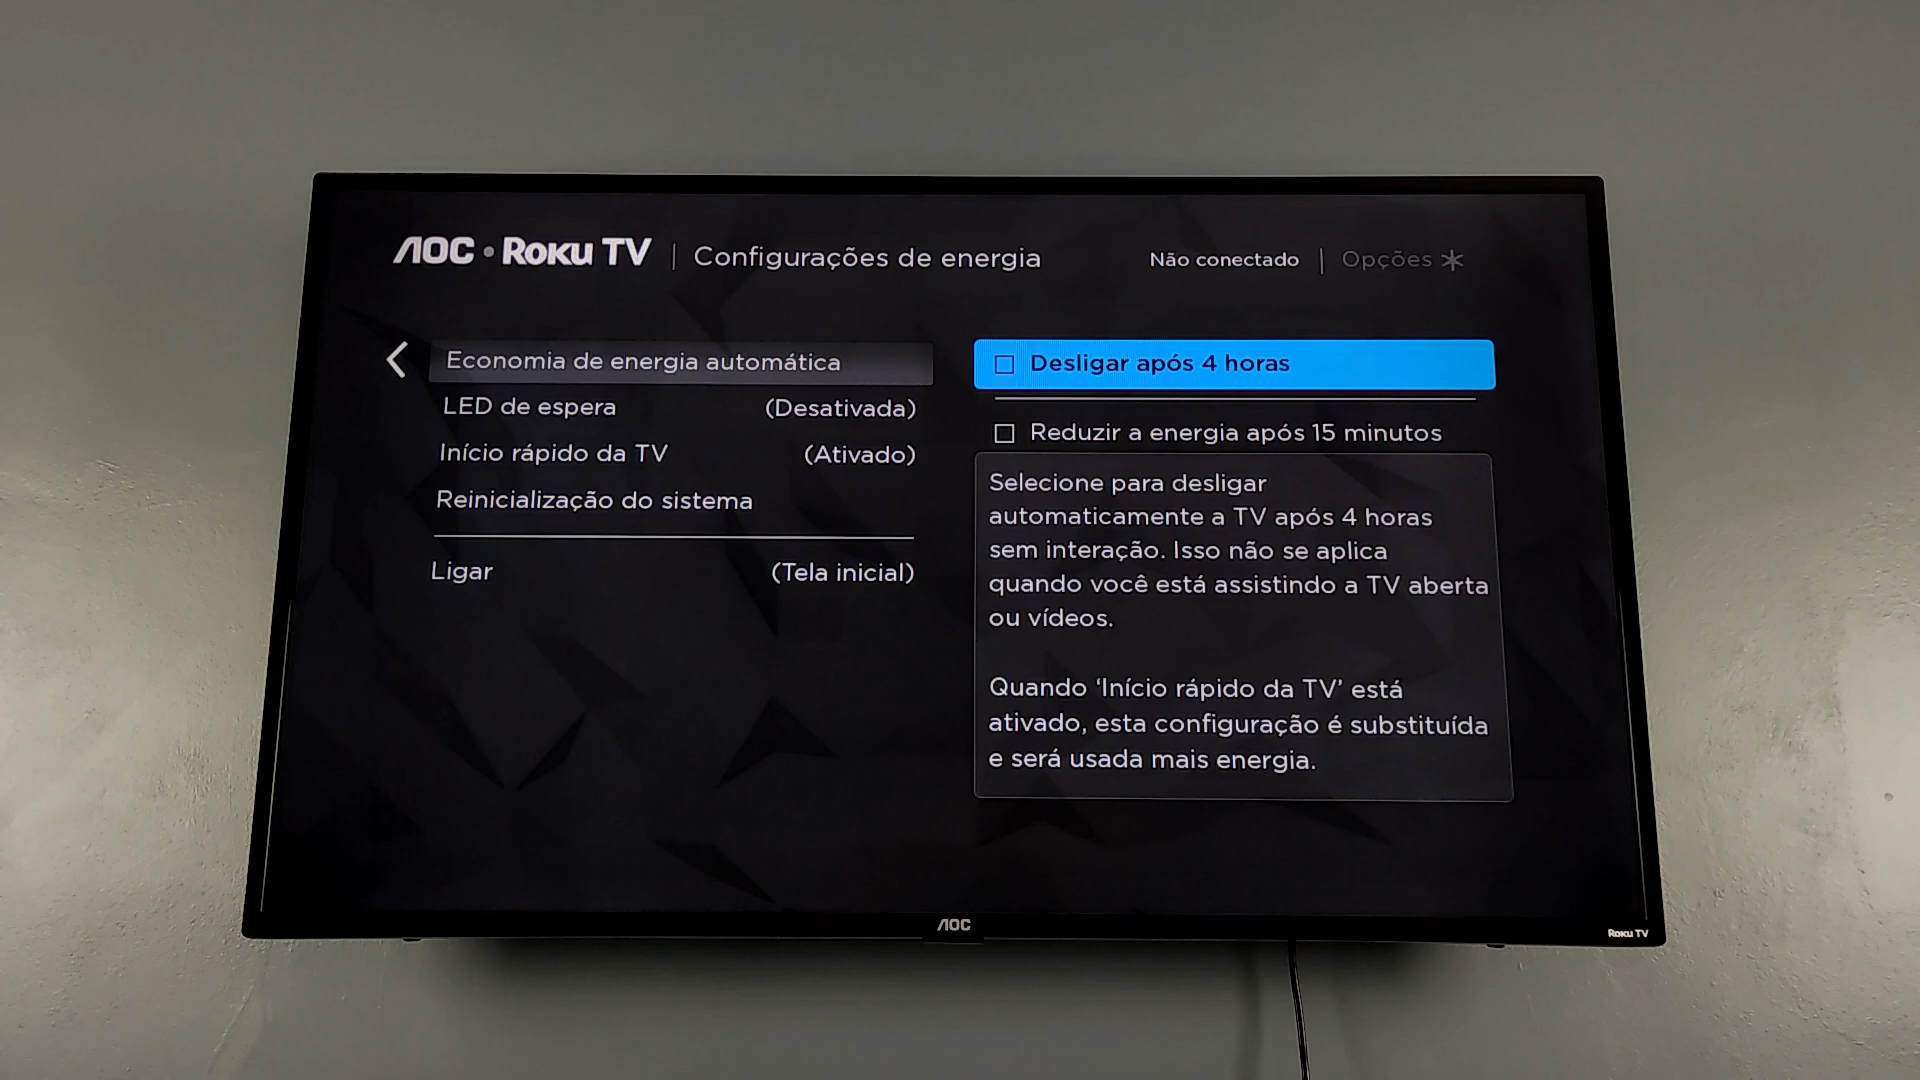 AOC • Roku TV | Configurações de energia
Não conectado | Opções ✱
Economia de energia automática
LED de espera (Desativada)
Início rápido da TV (Ativado)
Reinicialização do sistema
Ligar (Tela inicial)
Desligar após 4 horas
Reduzir a energia após 15 minutos
Selecione para desligar
automaticamente a TV após 4 horas
sem interação. Isso não se aplica
quando você está assistindo a TV aberta
ou vídeos.
Quando ‘Início rápido da TV’ está
ativado, esta configuração é substituída
e será usada mais energia.
AOC
Roku TV